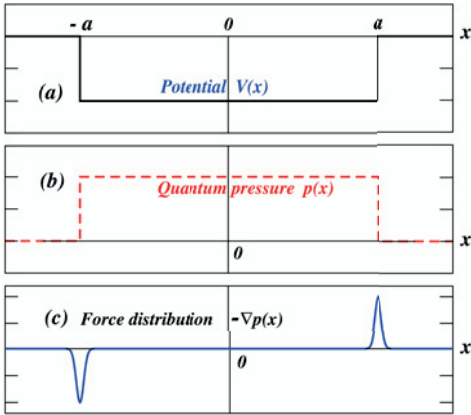 - a 0 a x
(a) Potential V(x)
(b) Quantum pressure p(x)
0 x
(c) Force distribution -∇p(x)
0 x